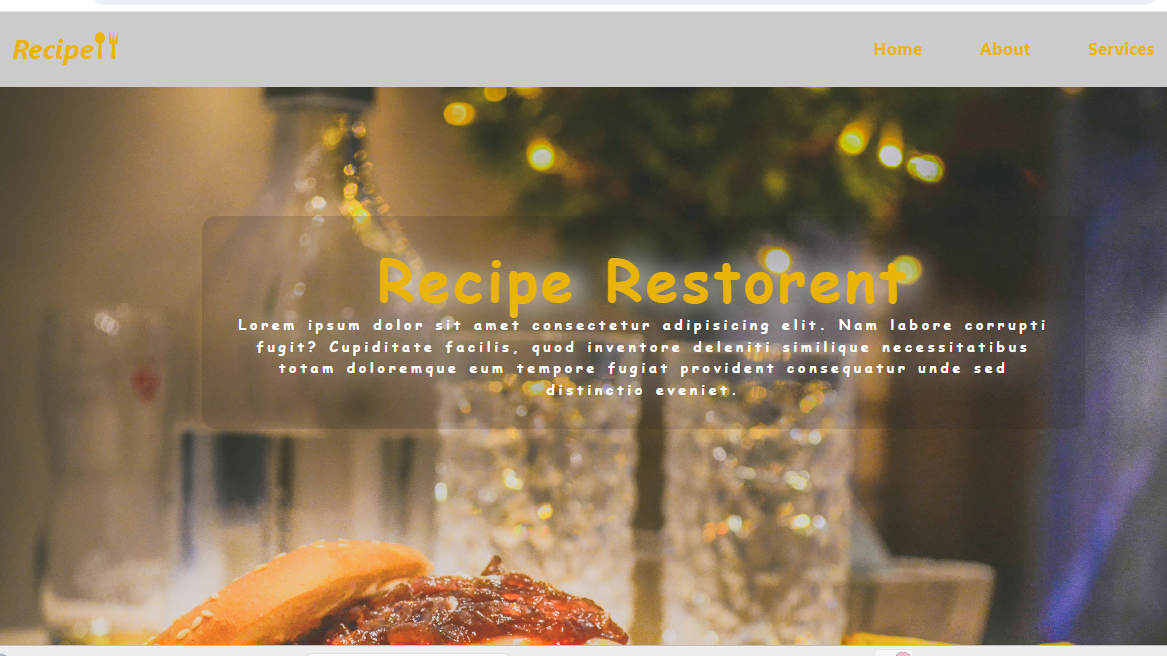 Recipe
Home About Services
Recipe Restorent
Lorem ipsum dolor sit amet consectetur adipisicing elit. Nam labore corrupti
fugit? Cupiditate facilis, quod inventore deleniti similique necessitatibus
totam doloremque eum tempore fugiat provident consequatur unde sed
distinctio eveniet.